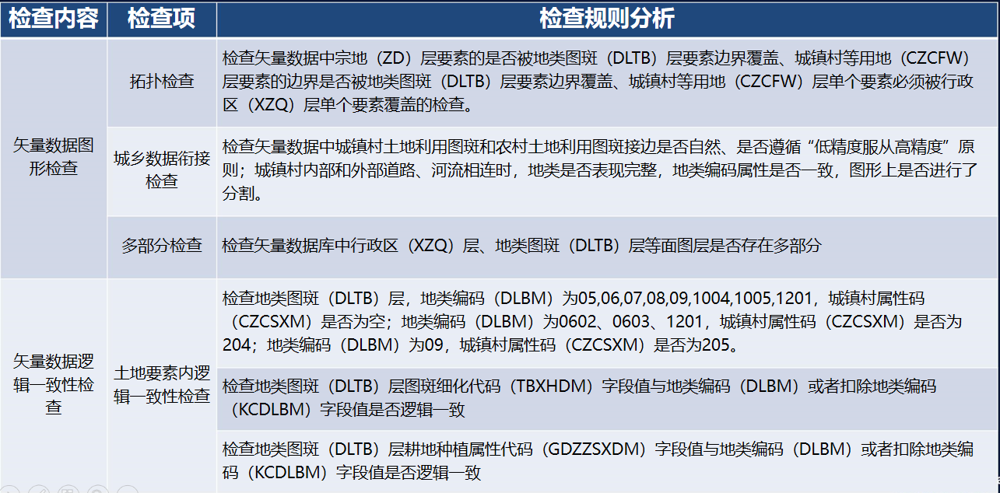 检查内容
检查项
检查规则分析
矢量数据图
形检查
拓扑检查
检查矢量数据中宗地（ZD）层要素的是否被地类图斑（DLTB）层要素边界覆盖、城镇村等用地（CZCFW）
层要素的边界是否被地类图斑（DLTB）层要素边界覆盖、城镇村等用地（CZCFW）层单个要素必须被行政
区（XZQ）层单个要素覆盖的检查。
城乡数据衔接
检查
检查矢量数据中城镇村土地利用图斑和农村土地利用图斑接边是否自然、是否遵循“低精度服从高精度”原
则；城镇村内部和外部道路、河流相连时，地类是否表现完整，地类编码属性是否一致，图形上是否进行了
分割。
多部分检查
检查矢量数据库中行政区（XZQ）层、地类图斑（DLTB）层等面图层是否存在多部分
矢量数据逻
辑一致性检
查
土地要素内逻
辑一致性检查
检查地类图斑（DLTB）层，地类编码（DLBM）为05,06,07,08,09,1004,1005,1201，城镇村属性码
（CZCSXM）是否为空；地类编码（DLBM）为0602、0603、1201，城镇村属性码（CZCSXM）是否为
204；地类编码（DLBM）为09，城镇村属性码（CZCSXM）是否为205。
检查地类图斑（DLTB）层图斑细化代码（TBXHDM）字段值与地类编码（DLBM）或者扣除地类编码
（KCDLBM）字段值是否逻辑一致
检查地类图斑（DLTB）层耕地种植属性代码（GDZZSXDM）字段值与地类编码（DLBM）或者扣除地类编
码（KCDLBM）字段值是否逻辑一致